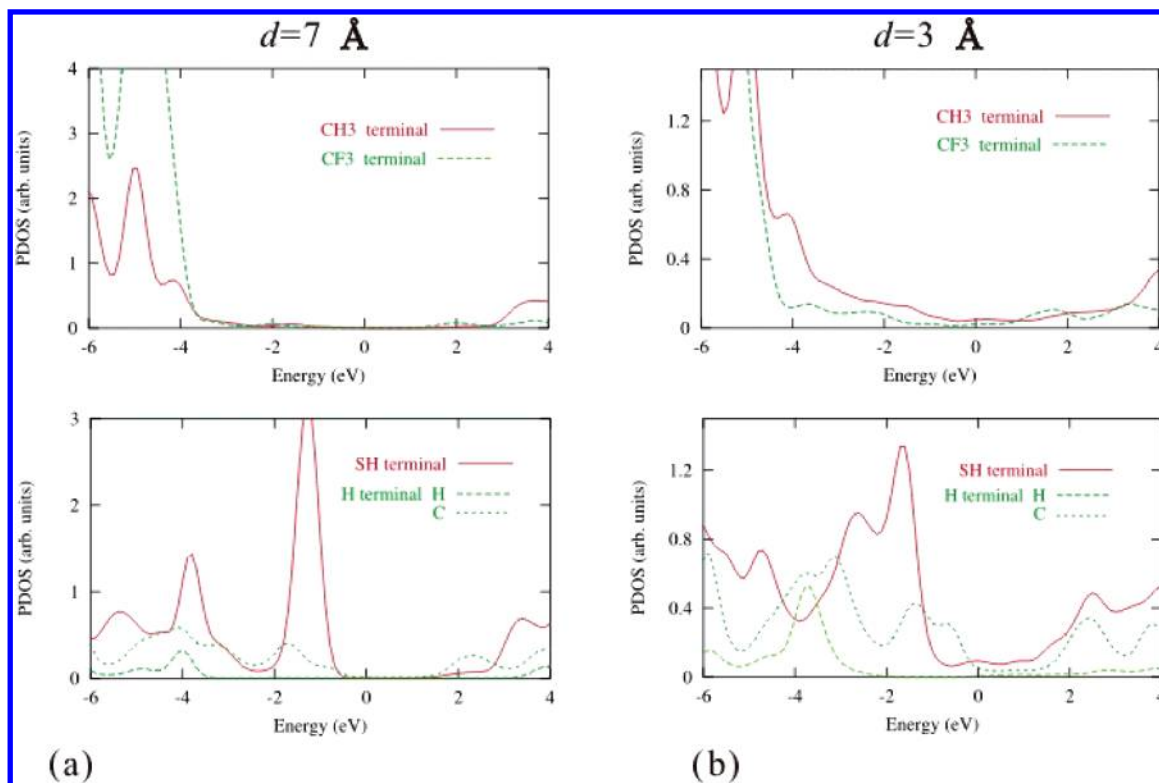 d=7 Å
d=3 Å
PDOS (arb. units)
4
3
2
1
0
CH3 terminal
CF3 terminal
-6 -4 -2 0 2 4
Energy (eV)
PDOS (arb. units)
1.2
0.8
0.4
0
CH3 terminal
CF3 terminal
-6 -4 -2 0 2 4
Energy (eV)
PDOS (arb. units)
3
2
1
0
SH terminal
H terminal H
C
-6 -4 -2 0 2 4
Energy (eV)
PDOS (arb. units)
1.2
0.8
0.4
0
SH terminal
H terminal H
C
-6 -4 -2 0 2 4
Energy (eV)
(a)
(b)